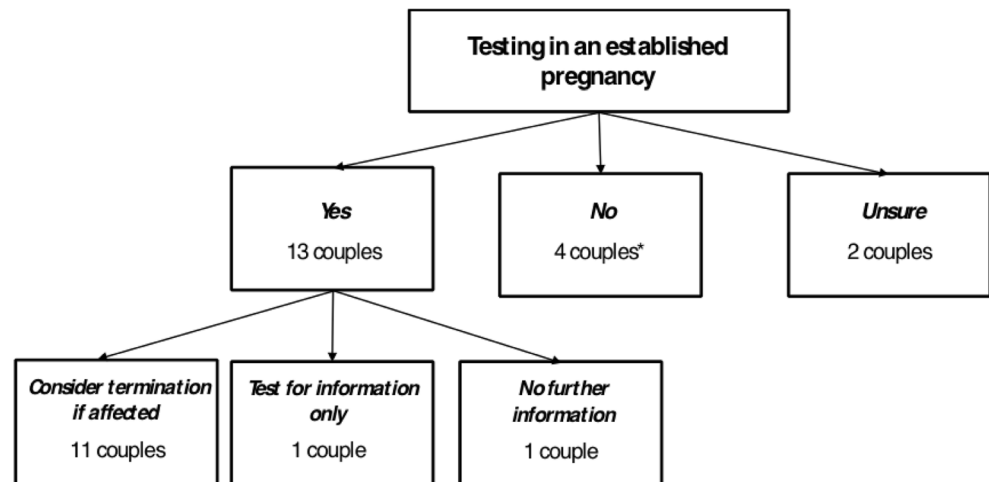 Testing in an established
pregnancy
Yes
13 couples
No
4 couples*
Unsure
2 couples
Consider termination
if affected
11 couples
Test for information
only
1 couple
No further
information
1 couple